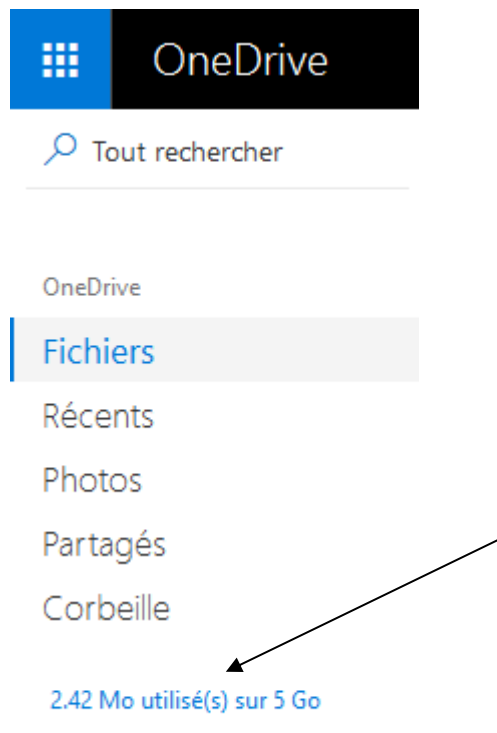 OneDrive
Tout rechercher
OneDrive
Fichiers
Récents
Photos
Partagés
Corbeille
2.42 Mo utilisé(s) sur 5 Go